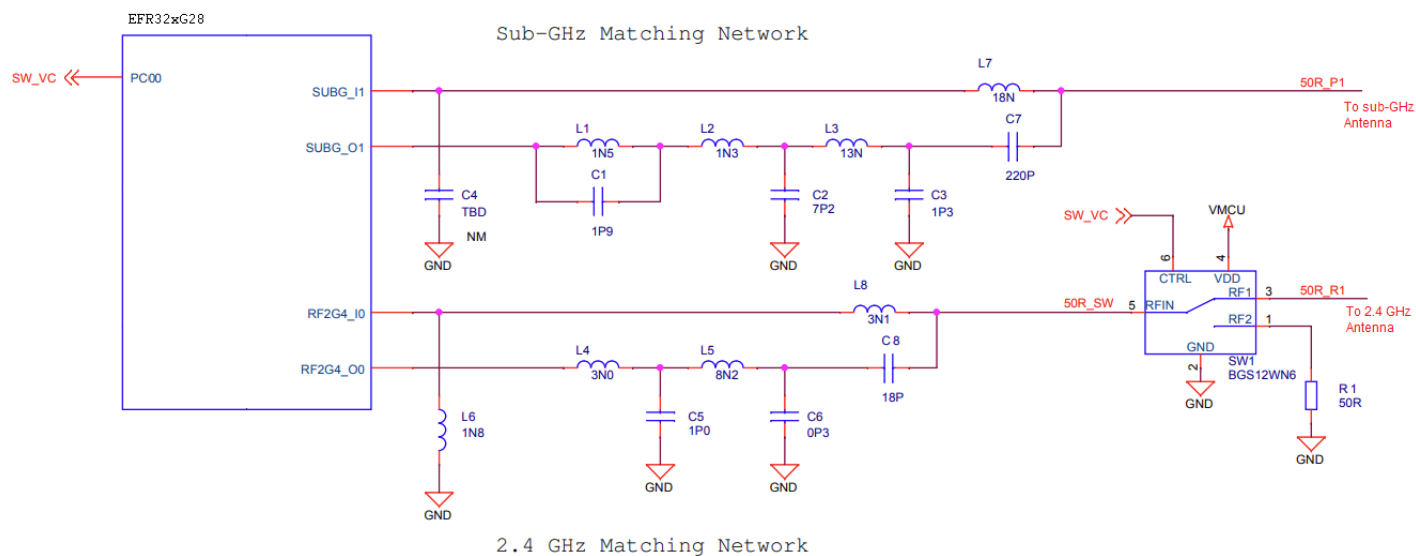 EFR32xG28
Sub-GHz Matching Network
SW_VC
PC00
SUBG_I1
L7
18N
50R_P1
To sub-GHz
Antenna
SUBG_O1
L1
1N5
L2
1N3
L3
13N
C7
220P
C1
1P9
C4
TBD
NM
C2
7P2
C3
1P3
GND
GND
GND
SW_VC
VMCU
6
4
CTRL
VDD
RF2G4_I0
L8
3N1
50R_SW
5
RFIN
RF1
3
50R_R1
To 2.4 GHz
Antenna
RF2
1
GND
SW1
BGS12WN6
2
GND
RF2G4_O0
L4
3N0
L5
8N2
C 8
18P
R 1
50R
GND
L6
1N8
C5
1P0
C6
0P3
GND
GND
GND
2.4 GHz Matching Network